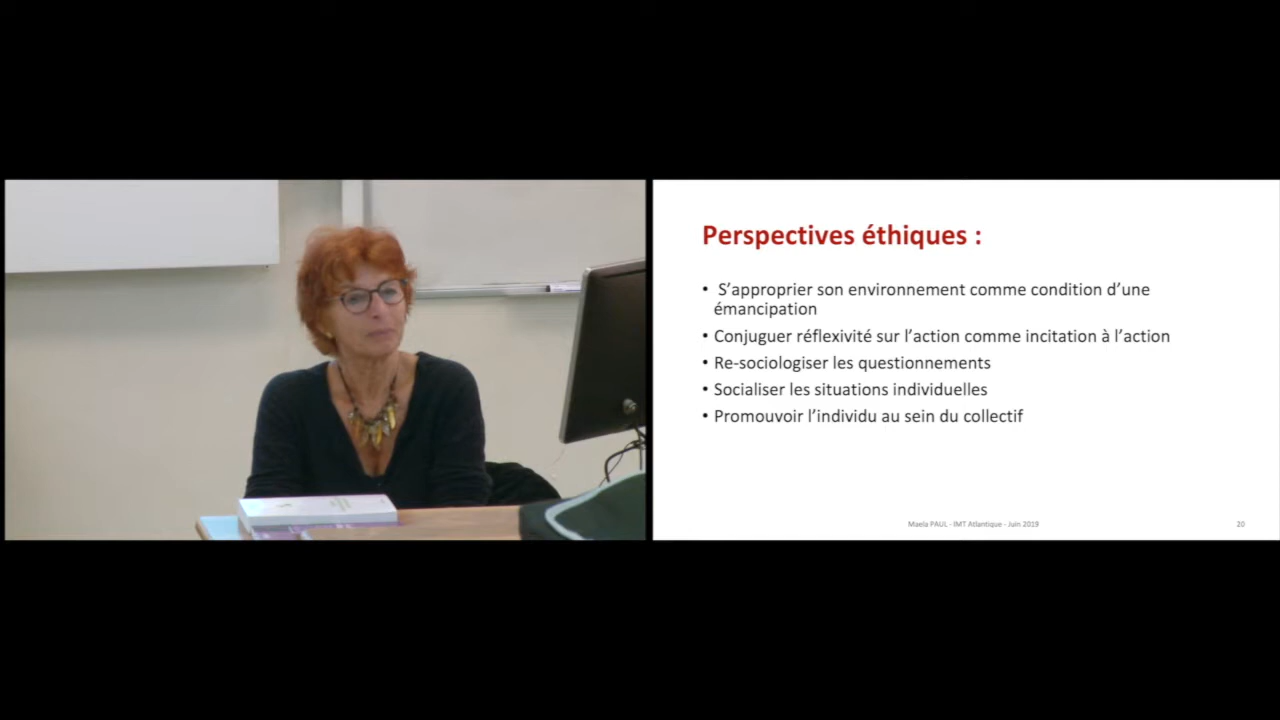 Perspectives éthiques :
• S’approprier son environnement comme condition d’une
émancipation
• Conjuguer réflexivité sur l’action comme incitation à l’action
• Re-sociologiser les questionnements
• Socialiser les situations individuelles
• Promouvoir l’individu au sein du collectif
Maela PAUL - IMT Atlantique - Juin 2019
20